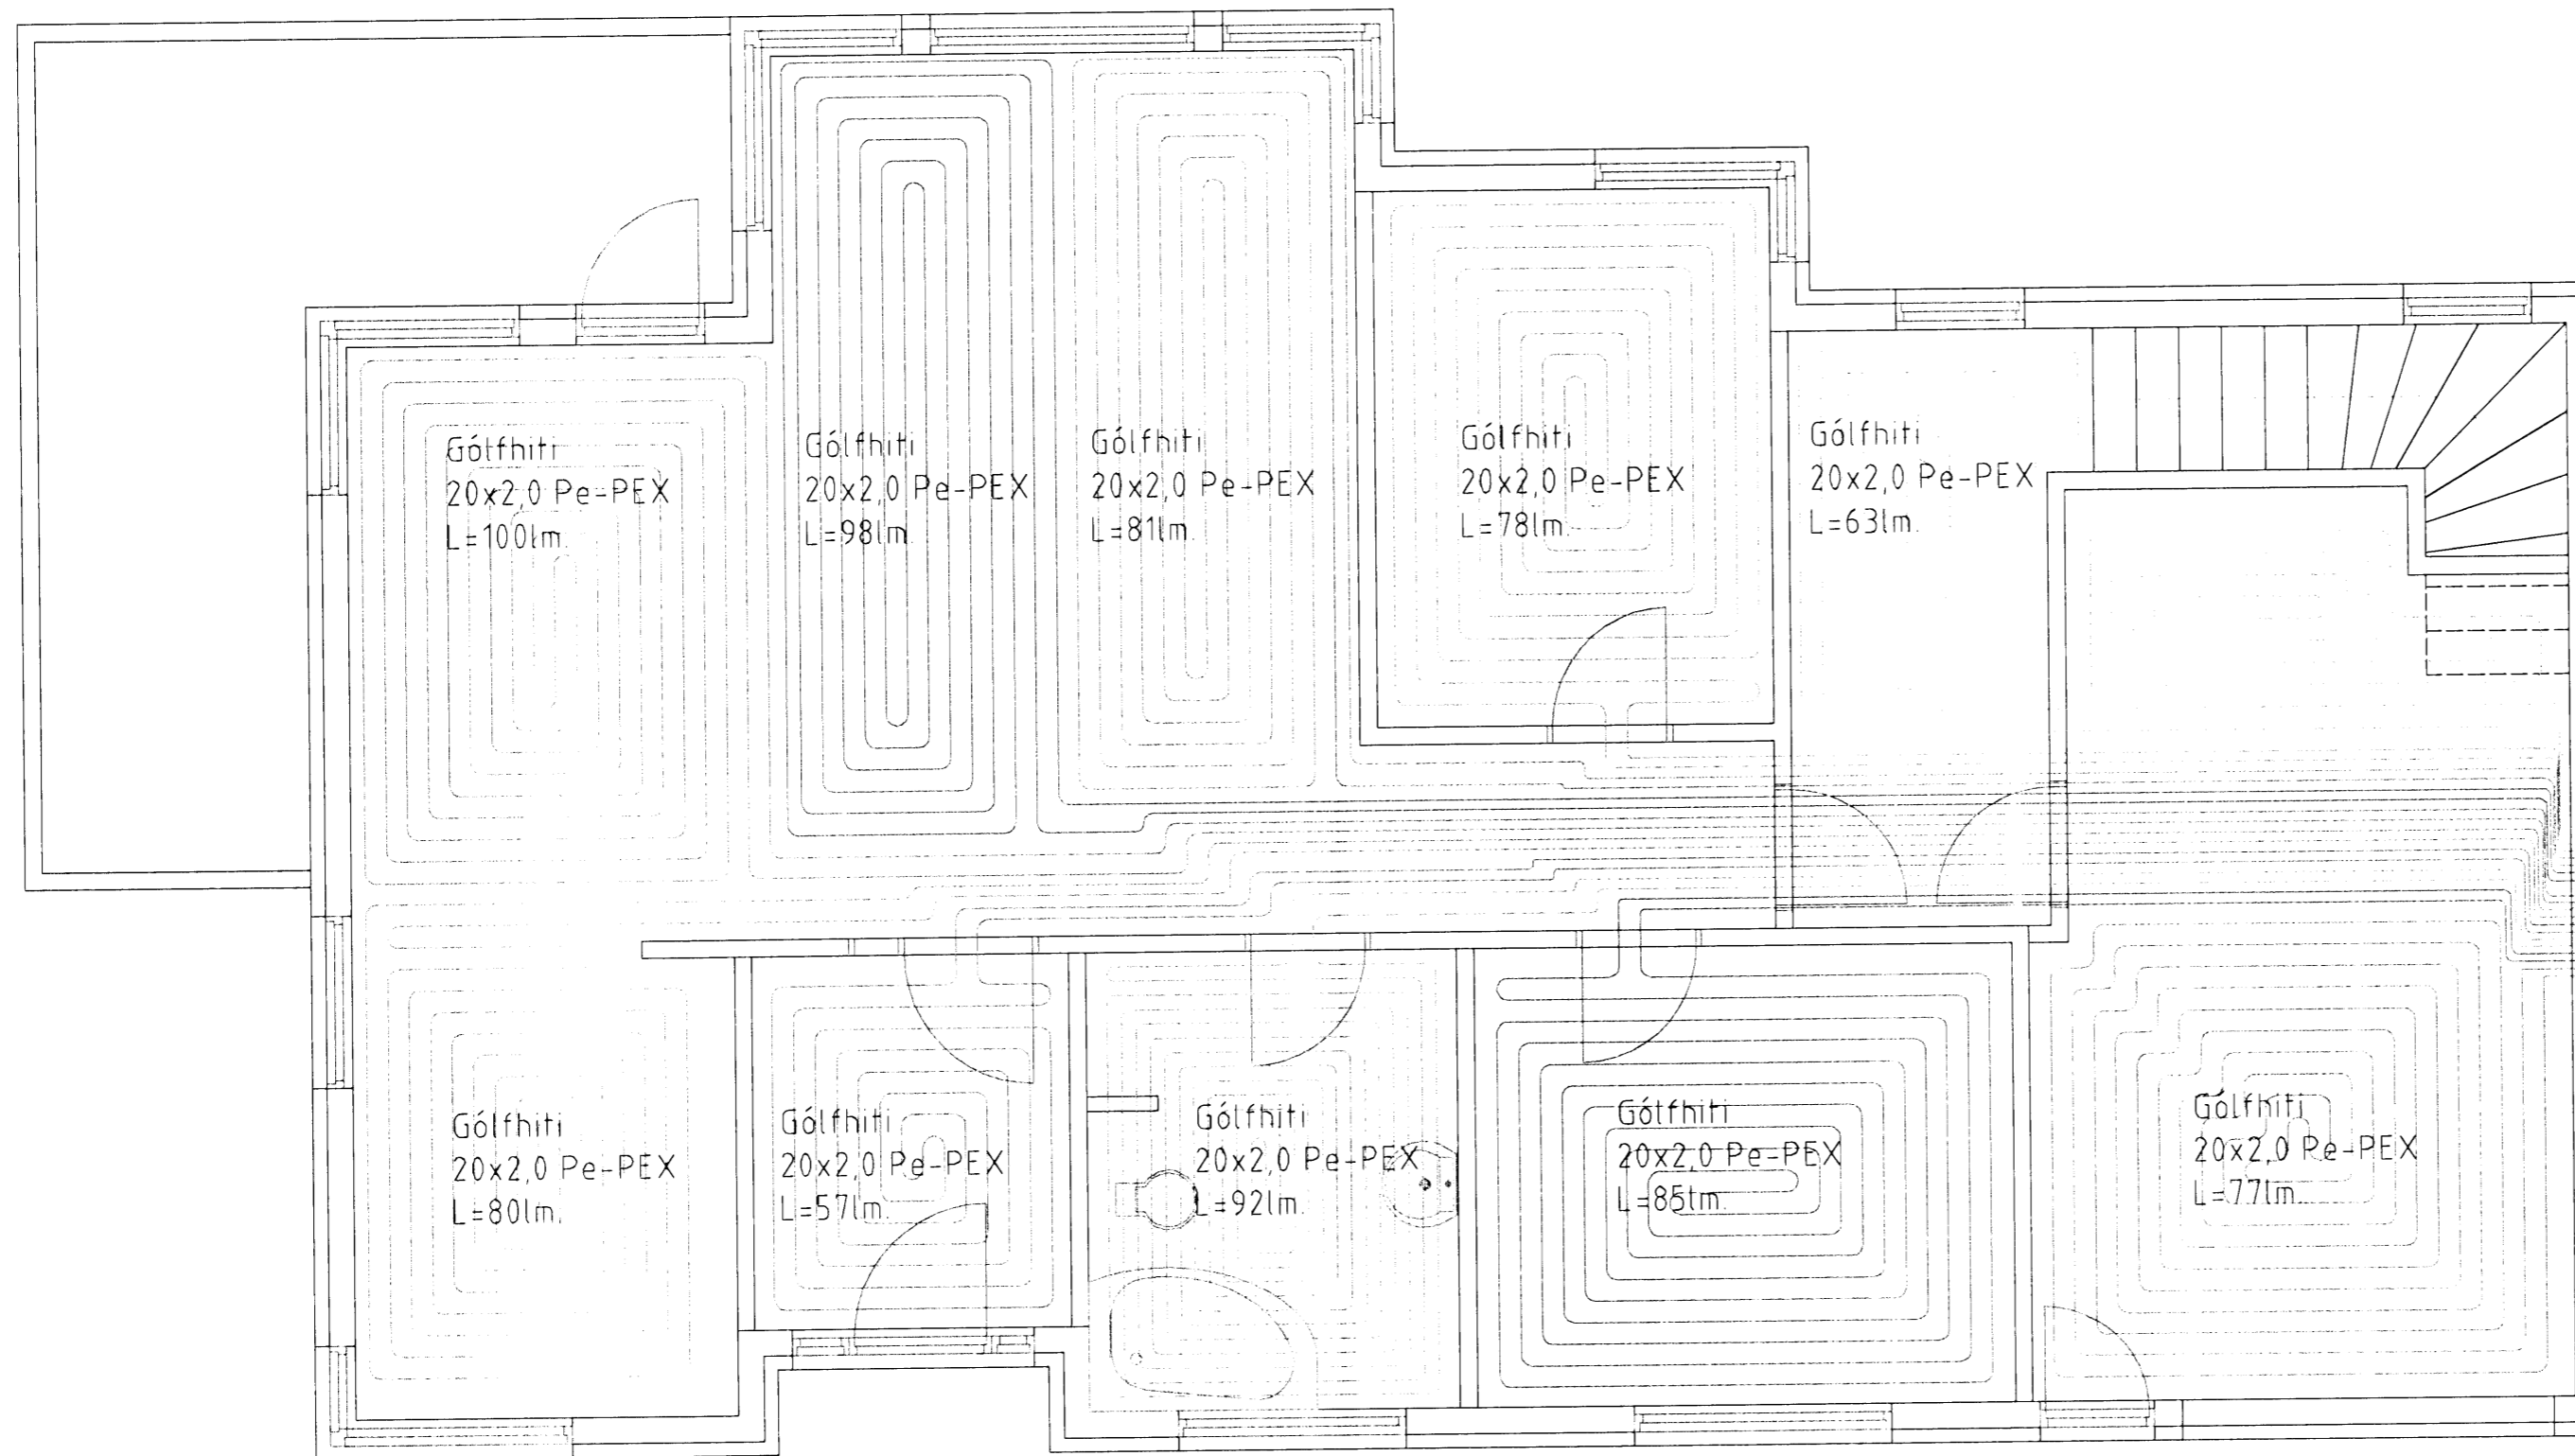 Gólfhiti
20x2,0 Pe-PEX
L=100lm.
Gólfhiti
20x2,0 Pe-PEX
L=98lm.
Gólfhiti
20x2,0 Pe-PEX
L=81lm.
Gólfhiti
20x2,0 Pe-PEX
L=78lm.
Gólfhiti
20x2,0 Pe-PEX
L=63lm.
Gólfhiti
20x2,0 Pe-PEX
L=80lm.
Gólfhiti
20x2,0 Pe-PEX
L=57lm.
Gólfhiti
20x2,0 Pe-PEX
L=92lm.
Gólfhiti
20x2,0 Pe-PEX
L=85lm.
Gólfhiti
20x2,0 Pe-PEX
L=77lm.